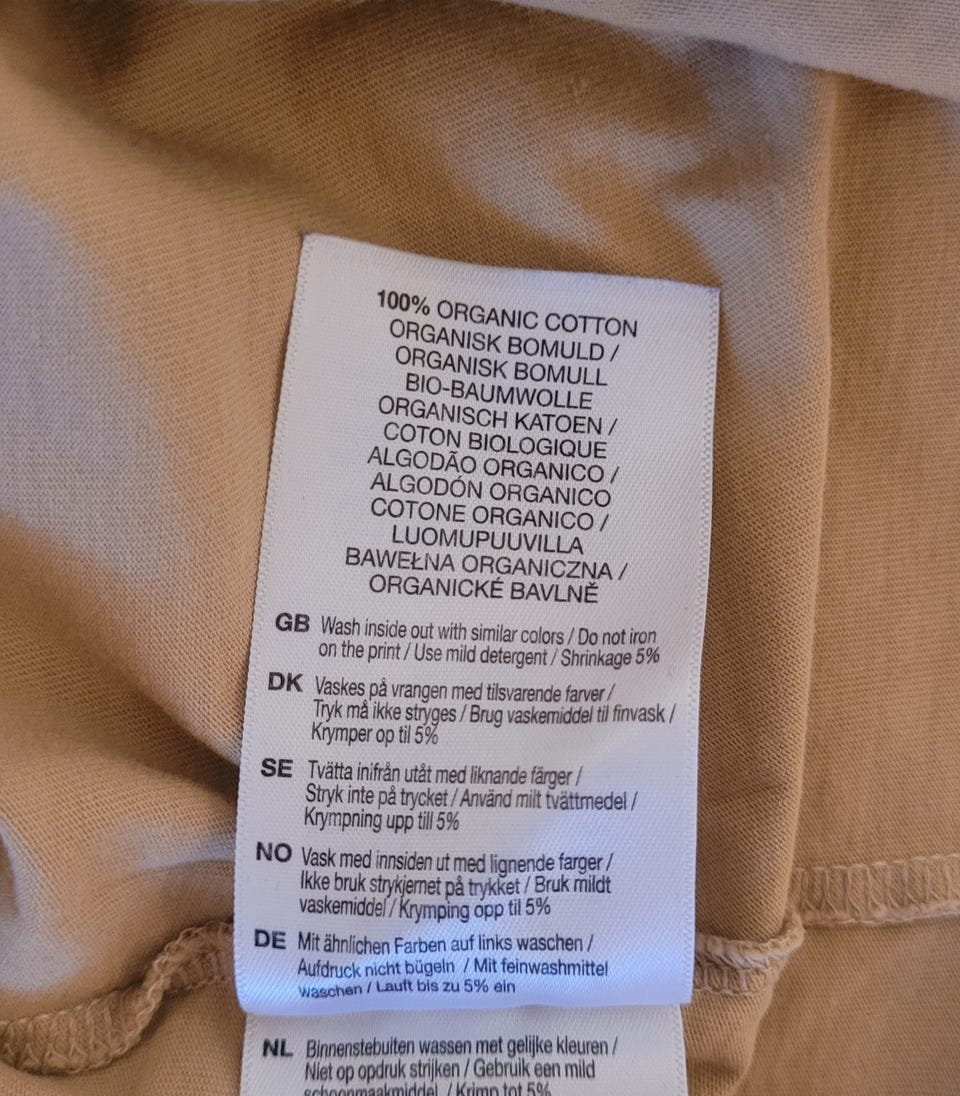 100% ORGANIC COTTON
ORGANISK BOMULD /
ORGANISK BOMULL
BIO-BAUMWOLLE
ORGANISCH KATOEN /
COTON BIOLOGIQUE
ALGODÃO ORGANICO /
ALGODÓN ORGANICO
COTONE ORGANICO /
LUOMUPUUVILLA
BAWEŁNA ORGANICZNA /
ORGANICKÉ BAVLNĚ
GB Wash inside out with similar colors / Do not iron
on the print / Use mild detergent / Shrinkage 5%
DK Vaskes på vrangen med tilsvarende farver /
Tryk må ikke stryges / Brug vaskemiddel til finvask /
Krymper op til 5%
SE Tvätta inifrån utåt med liknande färger /
Stryk inte på trycket / Använd milt tvättmedel /
Krympning upp till 5%
NO Vask med innsiden ut med lignende farger /
Ikke bruk strykjernet på trykket / Bruk mildt
vaskemiddel / Krymping opp til 5%
DE Mit ähnlichen Farben auf links waschen /
Aufdruck nicht bügeln / Mit feinwashmittel
waschen / Lauft bis zu 5% ein
NL Binnenstebuiten wassen met gelijke kleuren /
Niet op opdruk strijken / Gebruik een mild
schoonmaakmiddel / Krimp tot 5%